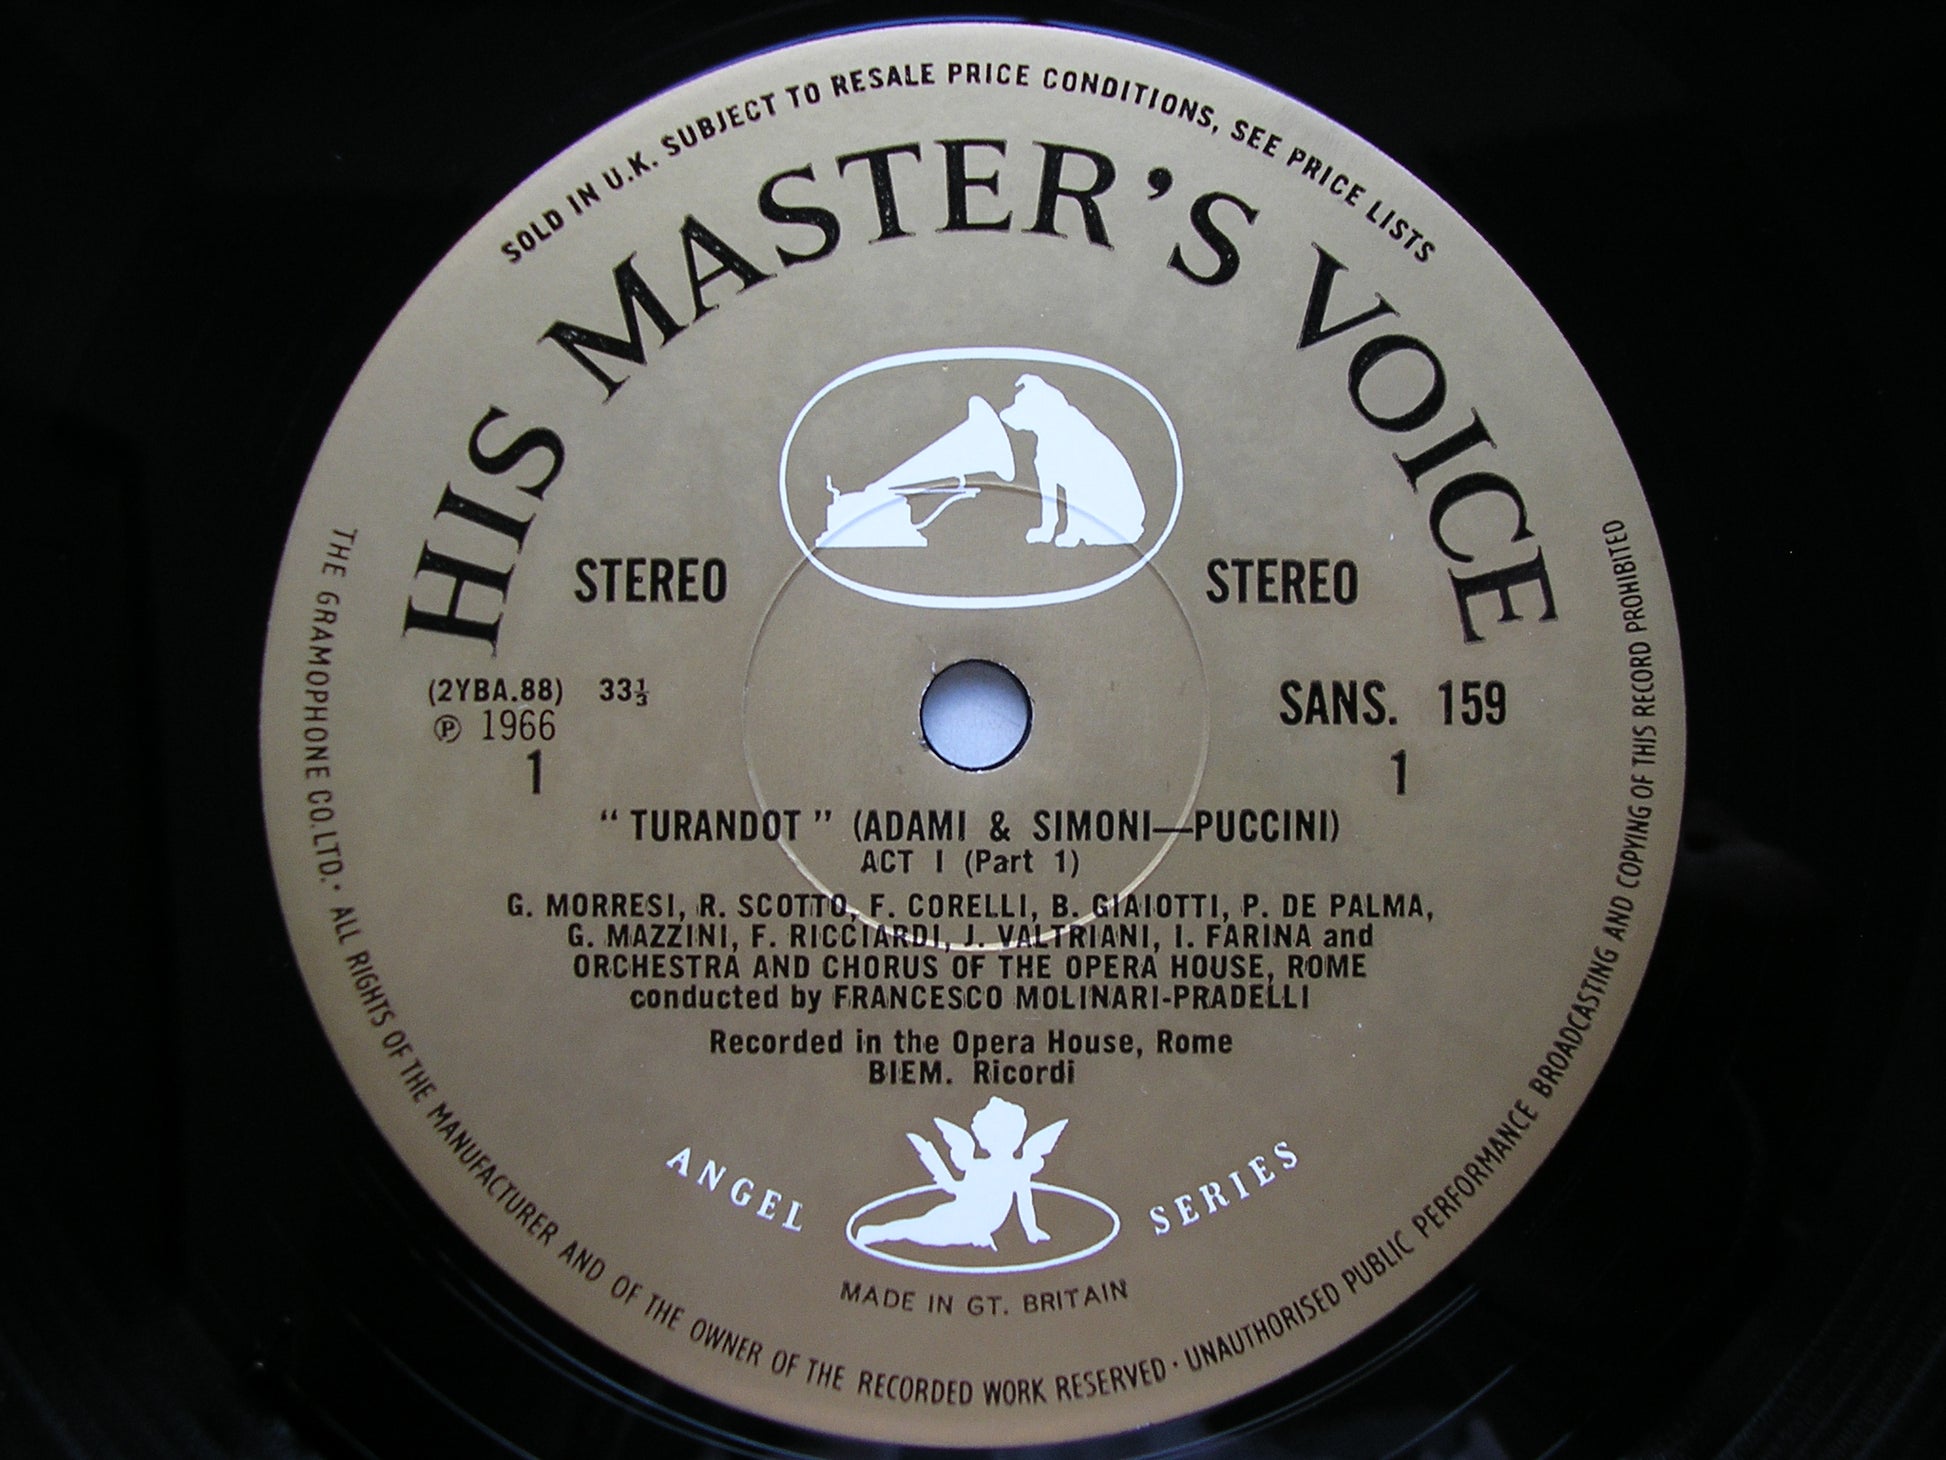 SOLD IN U.K. SUBJECT TO RESALE PRICE CONDITIONS, SEE PRICE LISTS
HIS MASTER'S VOICE
STEREO STEREO
(2YBA.88) 33⅓ SANS. 159
℗ 1966
1 1
“ TURANDOT ” (ADAMI & SIMONI—PUCCINI)
ACT I (Part 1)
G. MORRESI, R. SCOTTO, F. CORELLI, B. GIAIOTTI, P. DE PALMA,
G. MAZZINI, F. RICCIARDI, J. VALTRIANI, I. FARINA and
ORCHESTRA AND CHORUS OF THE OPERA HOUSE, ROME
conducted by FRANCESCO MOLINARI-PRADELLI
Recorded in the Opera House, Rome
BIEM. Ricordi
ANGEL SERIES
MADE IN GT. BRITAIN
THE GRAMOPHONE CO. LTD. · ALL RIGHTS OF THE MANUFACTURER AND OF THE OWNER OF THE RECORDED WORK RESERVED · UNAUTHORISED PUBLIC PERFORMANCE BROADCASTING AND COPYING OF THIS RECORD PROHIBITED